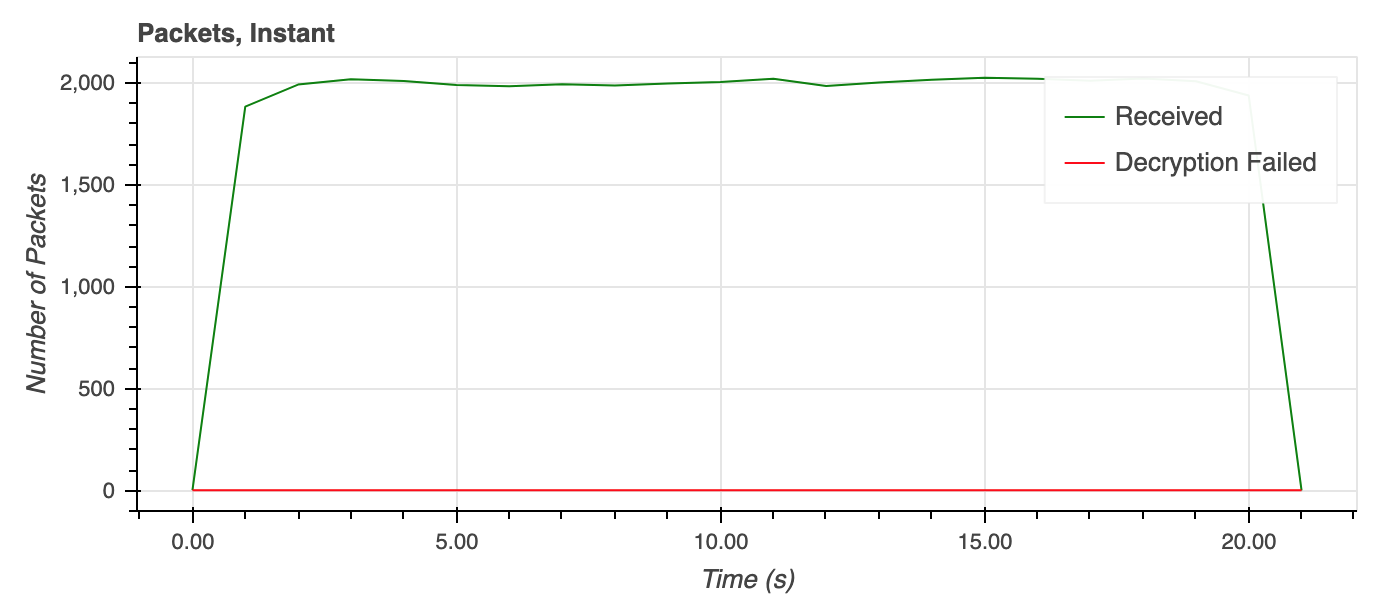 Packets, Instant
2,000
1,500
1,000
500
0
Number of Packets
Received
Decryption Failed
0.00 5.00 10.00 15.00 20.00
Time (s)